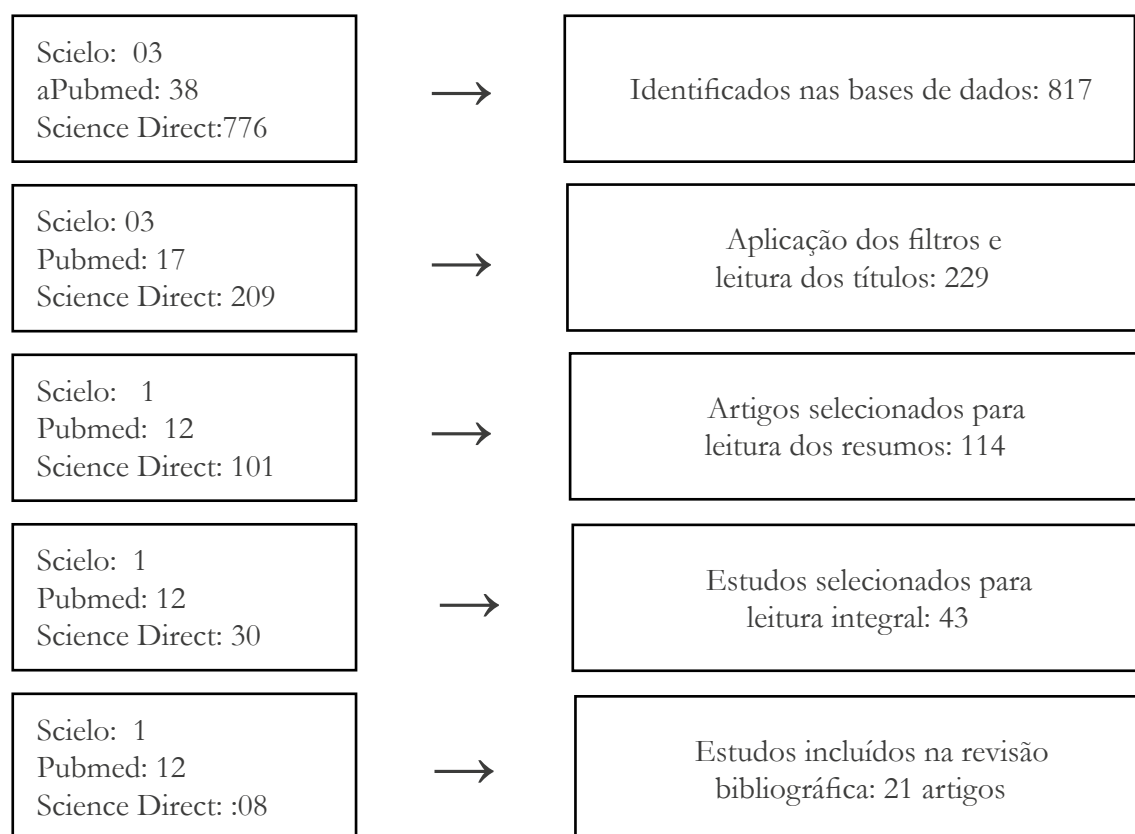 Scielo:  03
aPubmed: 38
Science Direct:776
Identificados nas bases de dados: 817
Scielo: 03
Pubmed: 17
Science Direct: 209
Aplicação dos filtros e
leitura dos títulos: 229
Scielo:  1
Pubmed:  12
Science Direct: 101
Artigos selecionados para
leitura dos resumos: 114
Scielo:  1
Pubmed: 12
Science Direct: 30
Estudos selecionados para
leitura integral: 43
Scielo:  1
Pubmed: 12
Science Direct: :08
Estudos incluídos na revisão
bibliográfica: 21 artigos